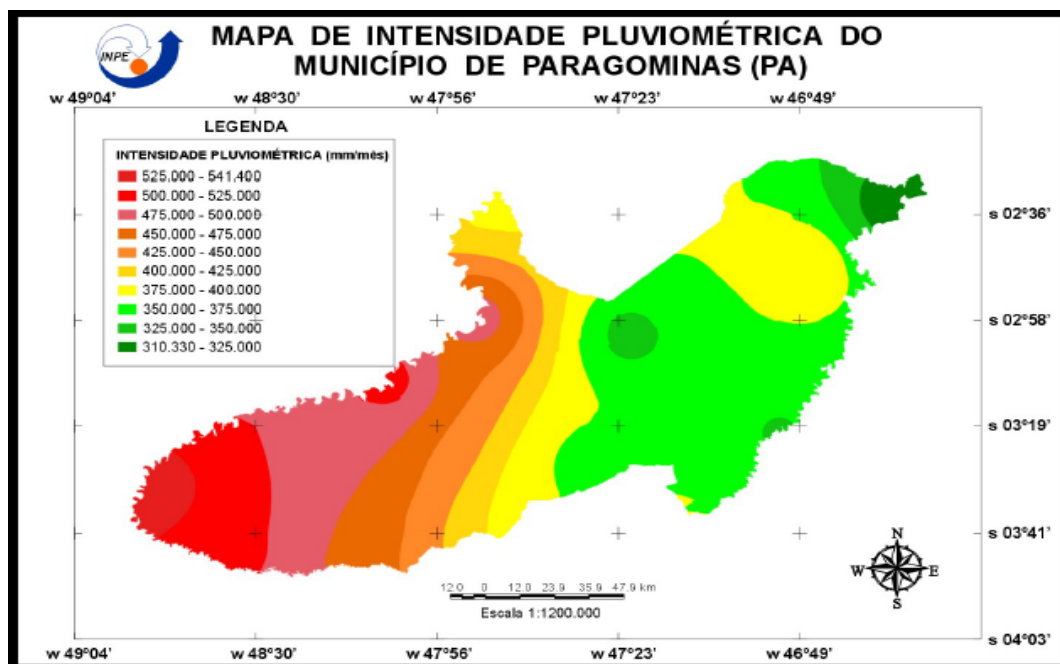 INPE
MAPA DE INTENSIDADE PLUVIOMÉTRICA DO
MUNICÍPIO DE PARAGOMINAS (PA)
w 49°04' w 48°30' w 47°56' w 47°23' w 46°49'
LEGENDA
INTENSIDADE PLUVIOMÉTRICA (mm/mês)
525.000 - 541.400
500.000 - 525.000
475.000 - 500.000
450.000 - 475.000
425.000 - 450.000
400.000 - 425.000
375.000 - 400.000
350.000 - 375.000
325.000 - 350.000
310.330 - 325.000
s 02°36'
s 02°58'
s 03°19'
s 03°41'
s 04°03'
N
W E
S
12.0 0 12.0 23.9 35.9 47.9 km
Escala 1:1200.000
w 49°04' w 48°30' w 47°56' w 47°23' w 46°49'